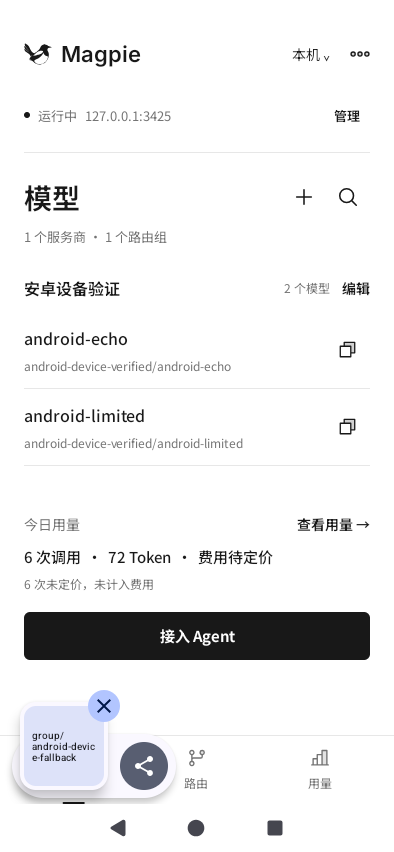 Magpie
本机
运行中 127.0.0.1:3425
管理
模型
1 个服务商 · 1 个路由组
安卓设备验证
2 个模型 编辑
android-echo
android-device-verified/android-echo
android-limited
android-device-verified/android-limited
今日用量
查看用量 →
6 次调用 · 72 Token · 费用待定价
6 次未定价，未计入费用
接入 Agent
group/
android-devic
e-fallback
路由
用量